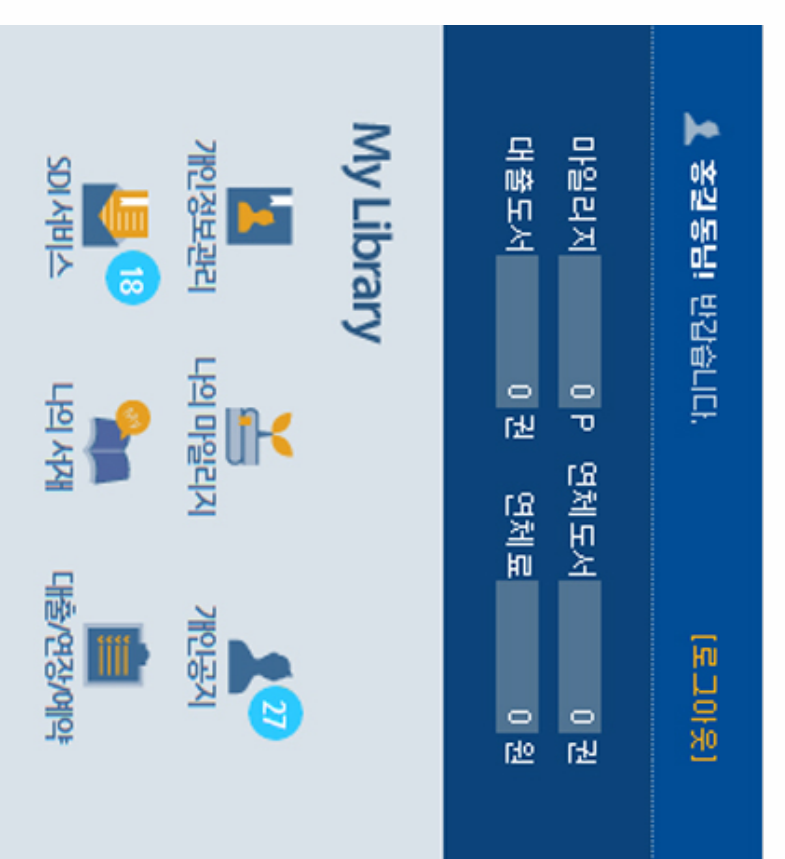 홍길동님! 반갑습니다. [로그아웃]
마일리지 0 P 연체도서 0 권
대출도서 0 권 연체료 0 원
My Library
27
개인정보관리 나의 마일리지 개인공지
18
SDI 서비스 나의 서재 대출/연장/예약